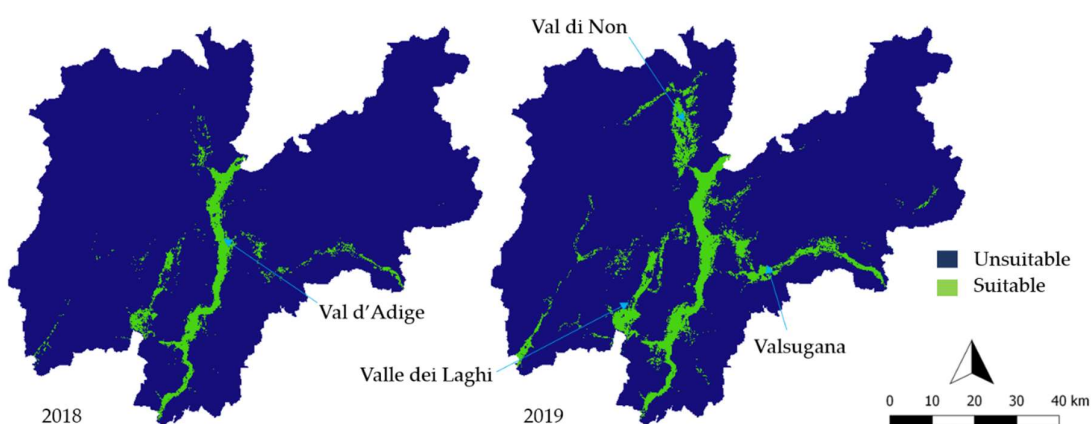 Val di Non
Val d'Adige
Unsuitable
Suitable
Valle dei Laghi
Valsugana
2018
2019
0 10 20 30 40 km